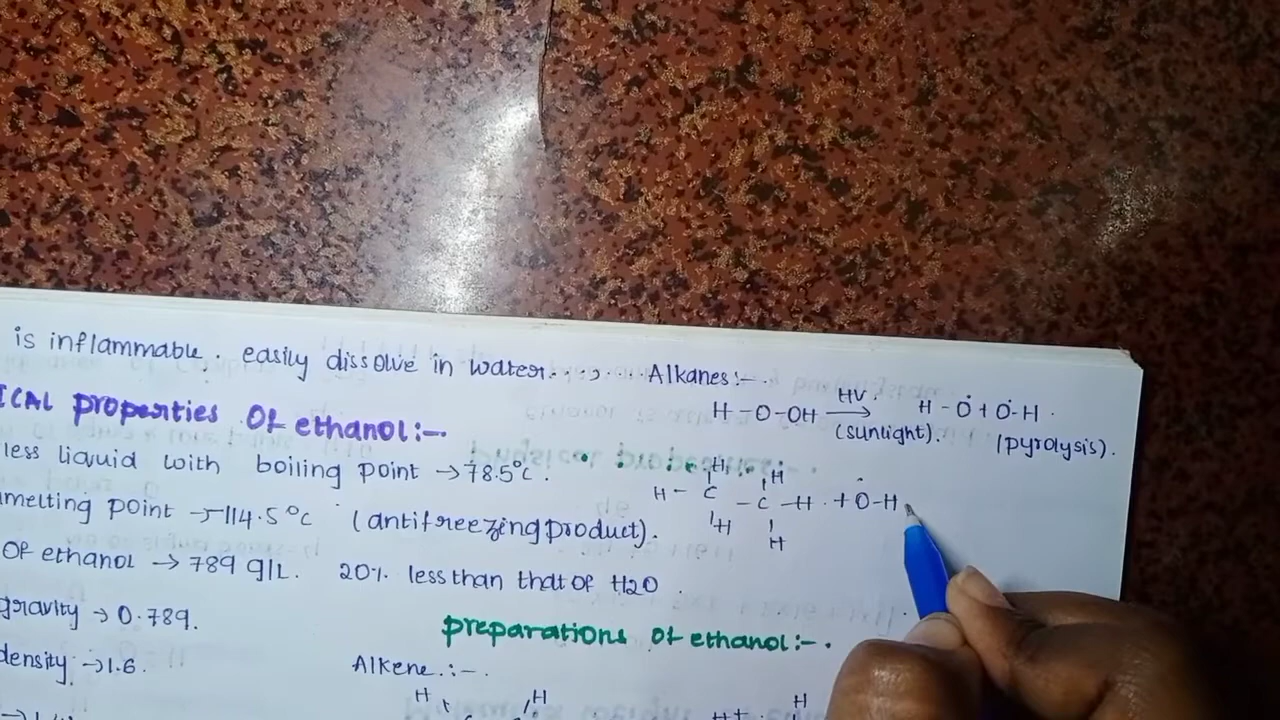 is inflammable. easily dissolve in water.....
ICAL properties of ethanol:-.
less liquid with boiling point → 78.5°C.
melting point → -114.5°C (antifreezing product).
Of ethanol → 789 g/L. 20% less than that of H2O.
gravity → 0.789.
density → 1.6.
Alkanes:-.
H-O-OH → H-Ȯ + Ȯ-H.
HV.
(sunlight). (pyrolysis).
H H
H - C - C - H. + Ȯ-H
H H
preparations of ethanol:-.
Alkene.:-.
H H H